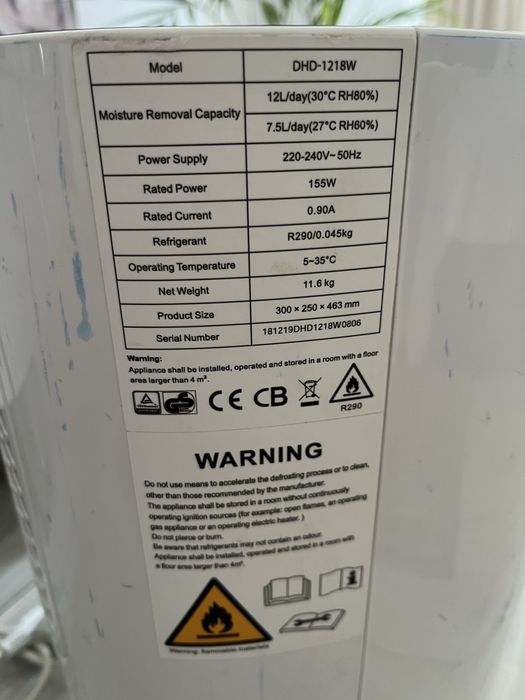 Model DHD-1218W
Moisture Removal Capacity 12L/day(30°C RH80%)
7.5L/day(27°C RH60%)
Power Supply 220-240V~50Hz
Rated Power 155W
Rated Current 0.90A
Refrigerant R290/0.045kg
Operating Temperature 5~35°C
Net Weight 11.6 kg
Product Size 300 × 250 × 463 mm
Serial Number 181219DHD1218W0806
Warning:
Appliance shall be installed, operated and stored in a room with a floor
area larger than 4 m².
CE CB
R290
WARNING
Do not use means to accelerate the defrosting process or to clean,
other than those recommended by the manufacturer.
The appliance shall be stored in a room without continuously
operating ignition sources (for example: open flames, an operating
gas appliance or an operating electric heater. )
Do not pierce or burn.
Be aware that refrigerants may not contain an odour.
Appliance shall be installed, operated and stored in a room with
a floor area larger than 4m².
Warning: flammable materials